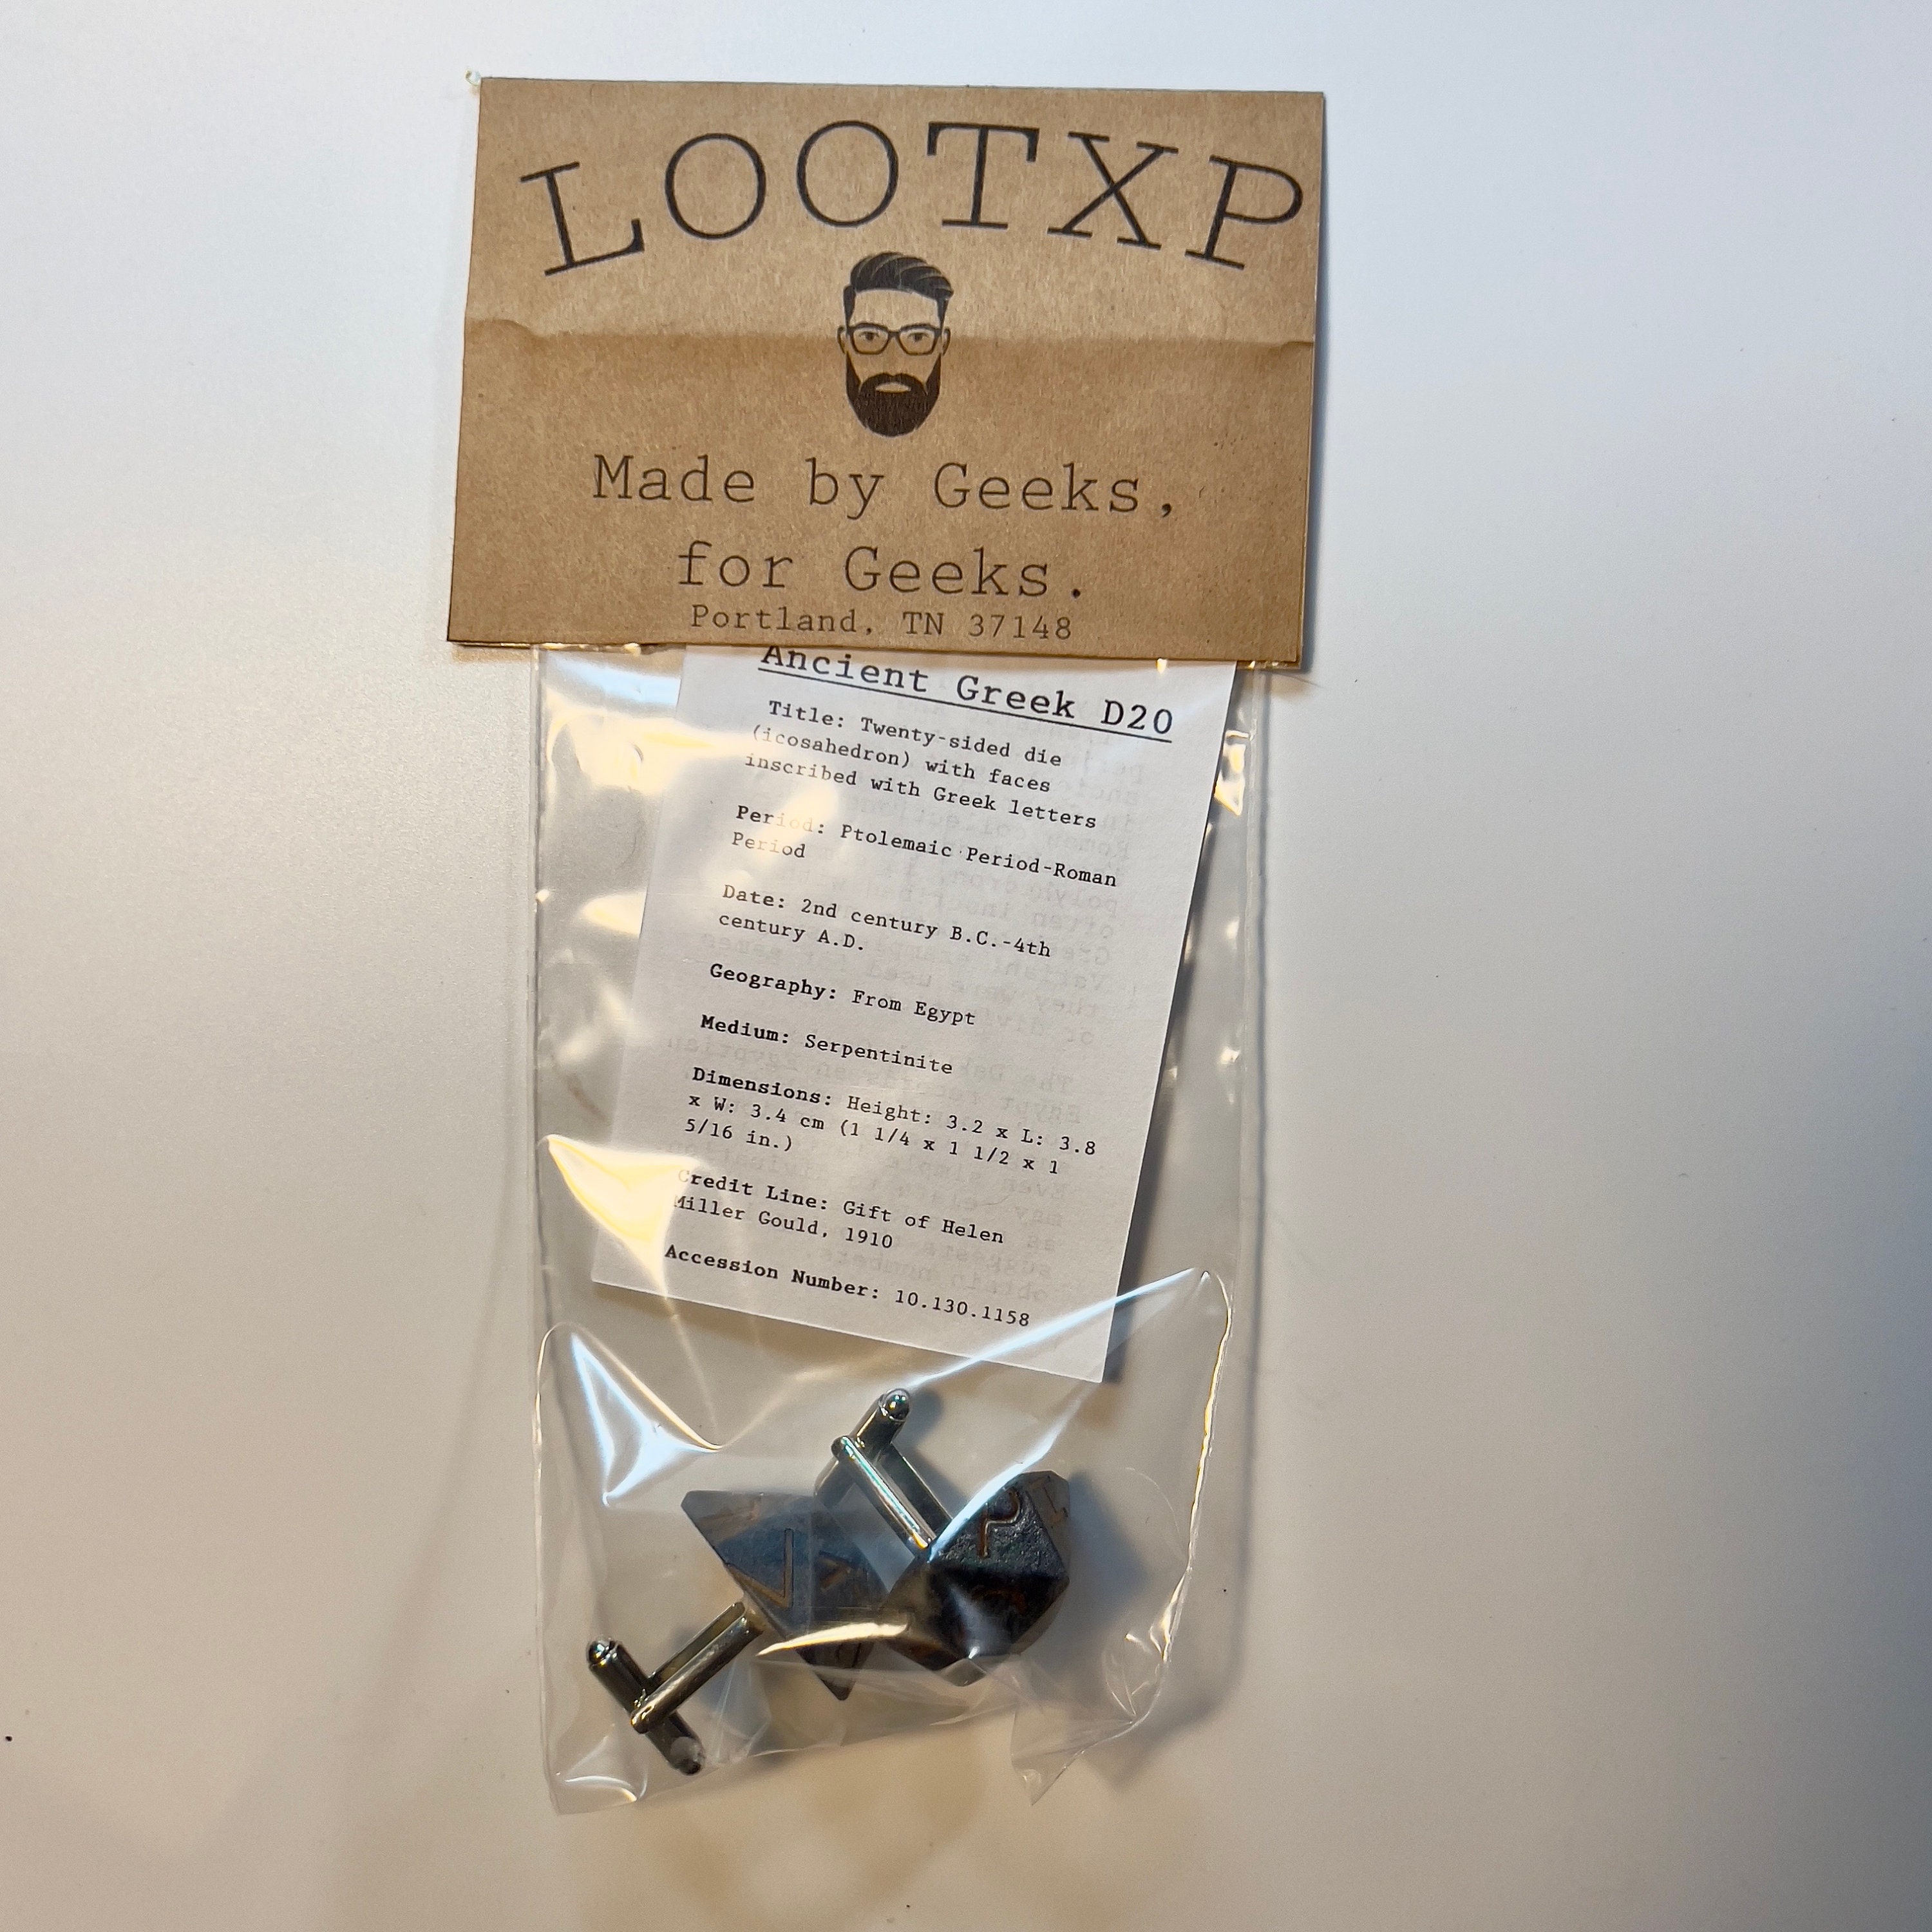 LOOTXP
Made by Geeks,
for Geeks.
Portland, TN 37148
Ancient Greek D20
Title: Twenty-sided die
(icosahedron) with faces
inscribed with Greek letters
Period: Ptolemaic Period-Roman
Period
Date: 2nd century B.C.-4th
century A.D.
Geography: From Egypt
Medium: Serpentinite
Dimensions: Height: 3.2 x L: 3.8
x W: 3.4 cm (1 1/4 x 1 1/2 x 1
5/16 in.)
Credit Line: Gift of Helen
Miller Gould, 1910
Accession Number: 10.130.1158